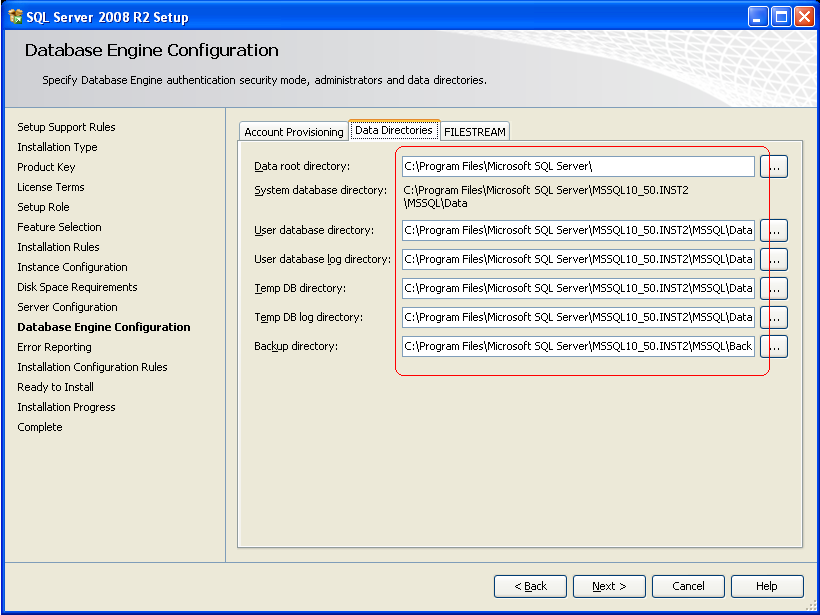 SQL Server 2008 R2 Setup
Database Engine Configuration
Specify Database Engine authentication security mode, administrators and data directories.
Setup Support Rules
Installation Type
Product Key
License Terms
Setup Role
Feature Selection
Installation Rules
Instance Configuration
Disk Space Requirements
Server Configuration
Database Engine Configuration
Error Reporting
Installation Configuration Rules
Ready to Install
Installation Progress
Complete
Account Provisioning Data Directories FILESTREAM
Data root directory: C:\Program Files\Microsoft SQL Server\ ...
System database directory: C:\Program Files\Microsoft SQL Server\MSSQL10_50.INST2
\MSSQL\Data
User database directory: C:\Program Files\Microsoft SQL Server\MSSQL10_50.INST2\MSSQL\Data ...
User database log directory: C:\Program Files\Microsoft SQL Server\MSSQL10_50.INST2\MSSQL\Data ...
Temp DB directory: C:\Program Files\Microsoft SQL Server\MSSQL10_50.INST2\MSSQL\Data ...
Temp DB log directory: C:\Program Files\Microsoft SQL Server\MSSQL10_50.INST2\MSSQL\Data ...
Backup directory: C:\Program Files\Microsoft SQL Server\MSSQL10_50.INST2\MSSQL\Back ...
< Back Next > Cancel Help